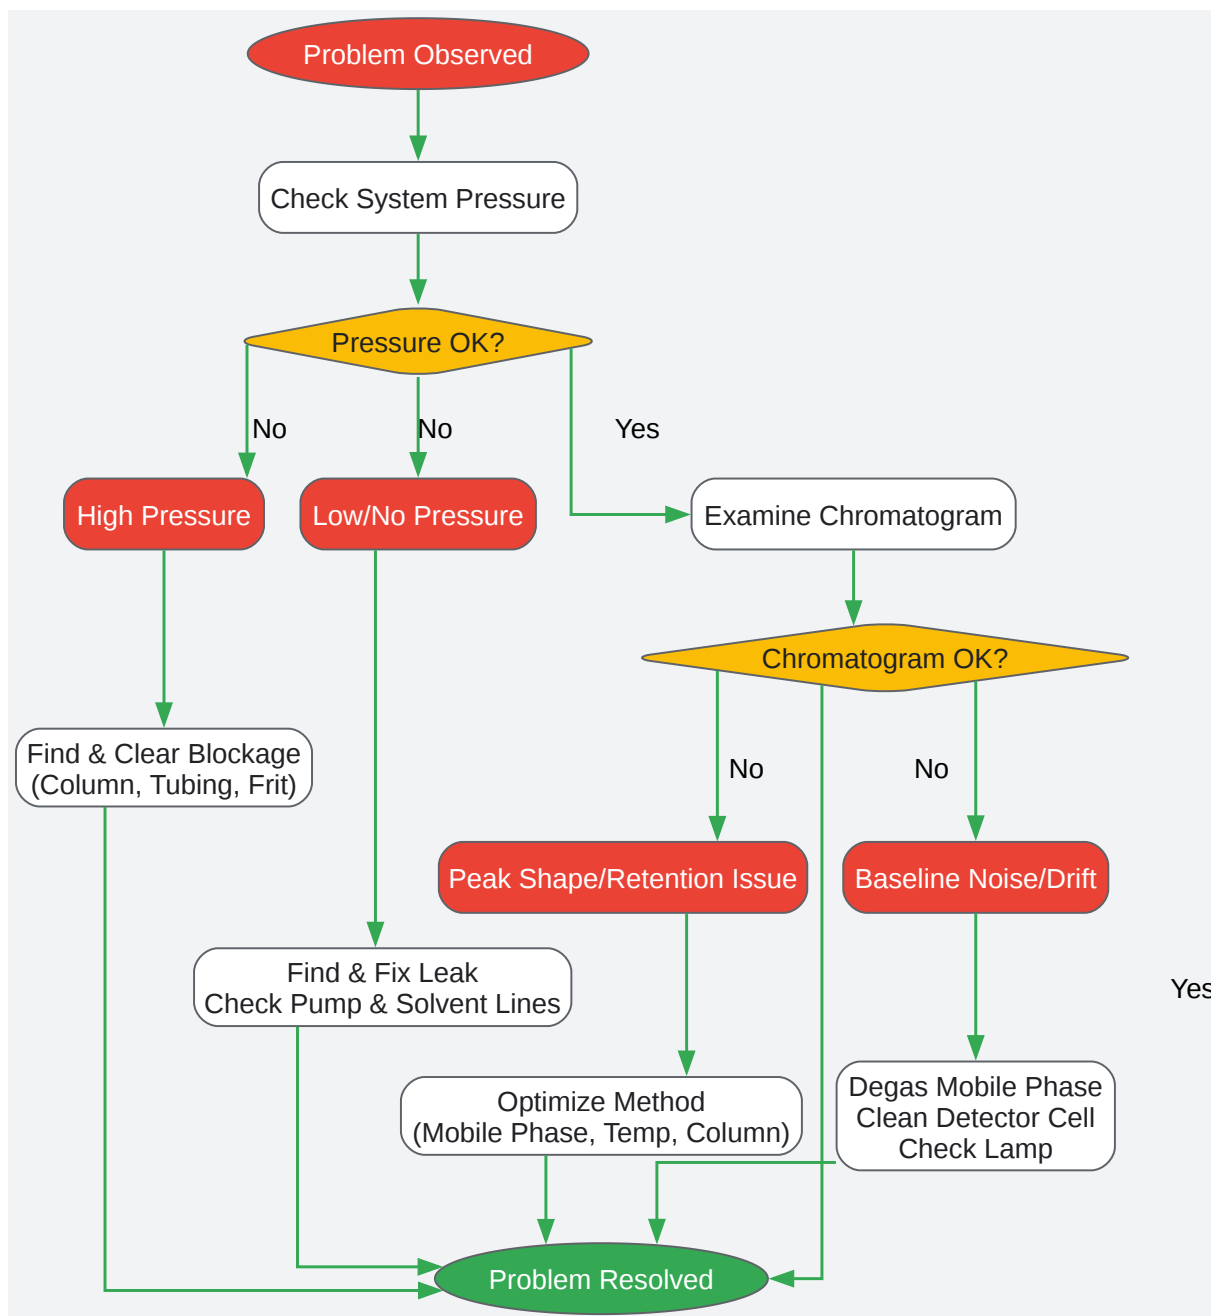 Problem Observed
Check System Pressure
Pressure OK?
No
No
Yes
High Pressure
Low/No Pressure
Examine Chromatogram
Chromatogram OK?
Find & Clear Blockage
(Column, Tubing, Frit)
No
No
Peak Shape/Retention Issue
Baseline Noise/Drift
Find & Fix Leak
Check Pump & Solvent Lines
Yes
Optimize Method
(Mobile Phase, Temp, Column)
Degas Mobile Phase
Clean Detector Cell
Check Lamp
Problem Resolved